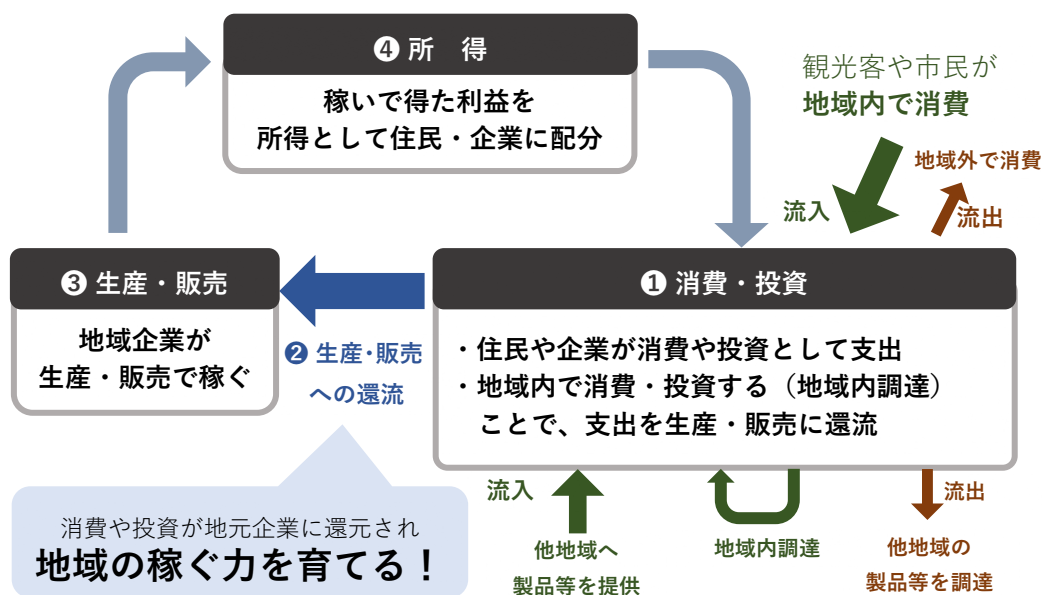 ❹ 所　得
稼いで得た利益を
所得として住民・企業に配分
観光客や市民が
地域内で消費
地域外で消費
流入
流出
❸ 生産・販売
地域企業が
生産・販売で稼ぐ
❷ 生産・販売
への還流
❶ 消費・投資
・住民や企業が消費や投資として支出
・地域内で消費・投資する（地域内調達）
ことで、支出を生産・販売に還流
消費や投資が地元企業に還元され
地域の稼ぐ力を育てる！
流入
他地域へ
製品等を提供
地域内調達
流出
他地域の
製品等を調達